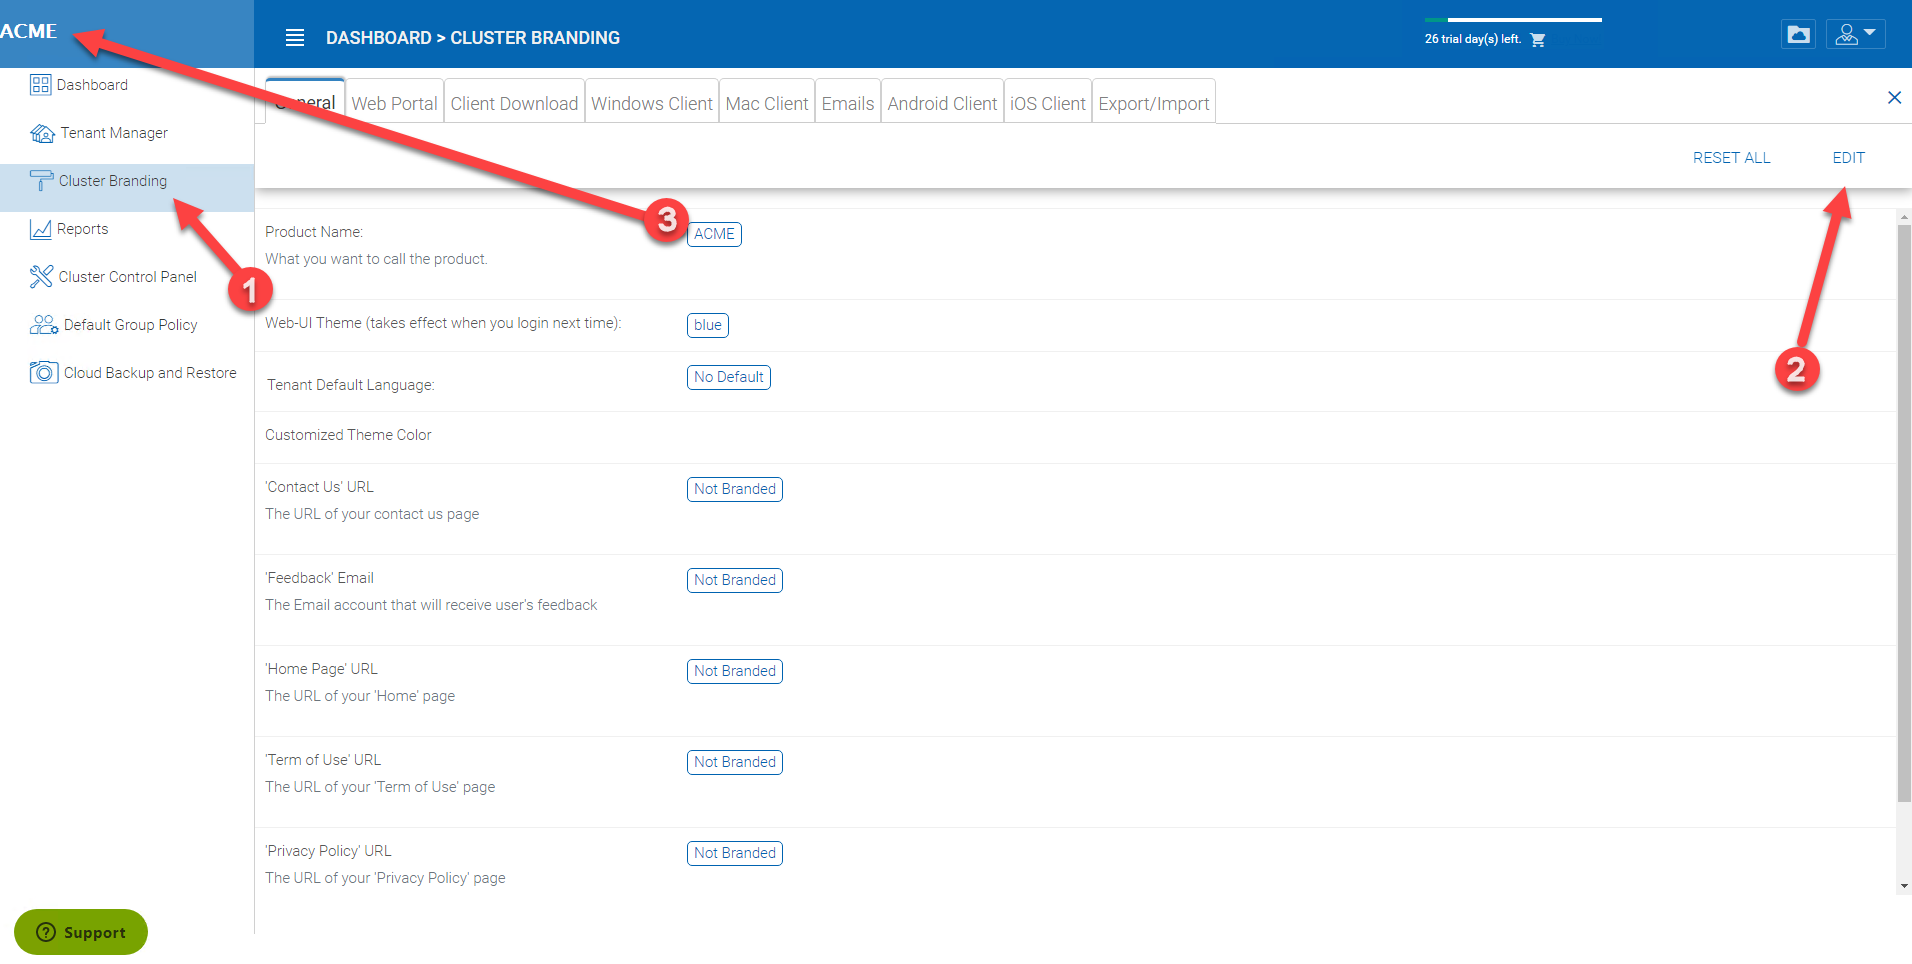 ACME
DASHBOARD > CLUSTER BRANDING
26 trial day(s) left.
Dashboard
Tenant Manager
Cluster Branding
Reports
Cluster Control Panel
Default Group Policy
Cloud Backup and Restore
General
Web Portal
Client Download
Windows Client
Mac Client
Emails
Android Client
iOS Client
Export/Import
RESET ALL
EDIT
1
2
3
Product Name:
ACME
What you want to call the product.
Web-UI Theme (takes effect when you login next time):
blue
Tenant Default Language:
No Default
Customized Theme Color
'Contact Us' URL
Not Branded
The URL of your contact us page
'Feedback' Email
Not Branded
The Email account that will receive user's feedback
'Home Page' URL
Not Branded
The URL of your 'Home' page
'Term of Use' URL
Not Branded
The URL of your 'Term of Use' page
'Privacy Policy' URL
Not Branded
The URL of your 'Privacy Policy' page
Support